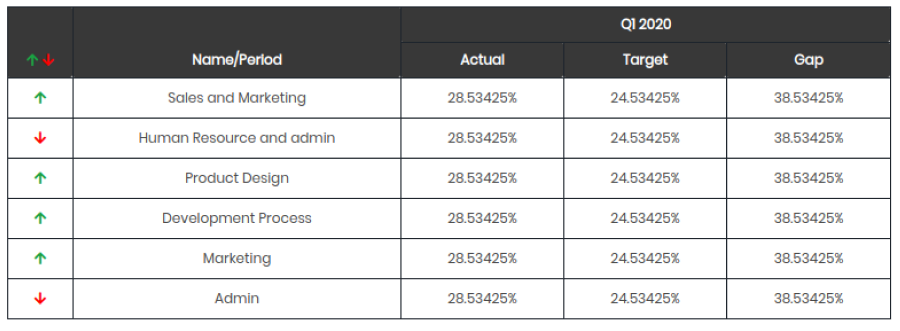 Q1 2020
Name/Period Actual Target Gap
Sales and Marketing 28.53425% 24.53425% 38.53425%
Human Resource and admin 28.53425% 24.53425% 38.53425%
Product Design 28.53425% 24.53425% 38.53425%
Development Process 28.53425% 24.53425% 38.53425%
Marketing 28.53425% 24.53425% 38.53425%
Admin 28.53425% 24.53425% 38.53425%